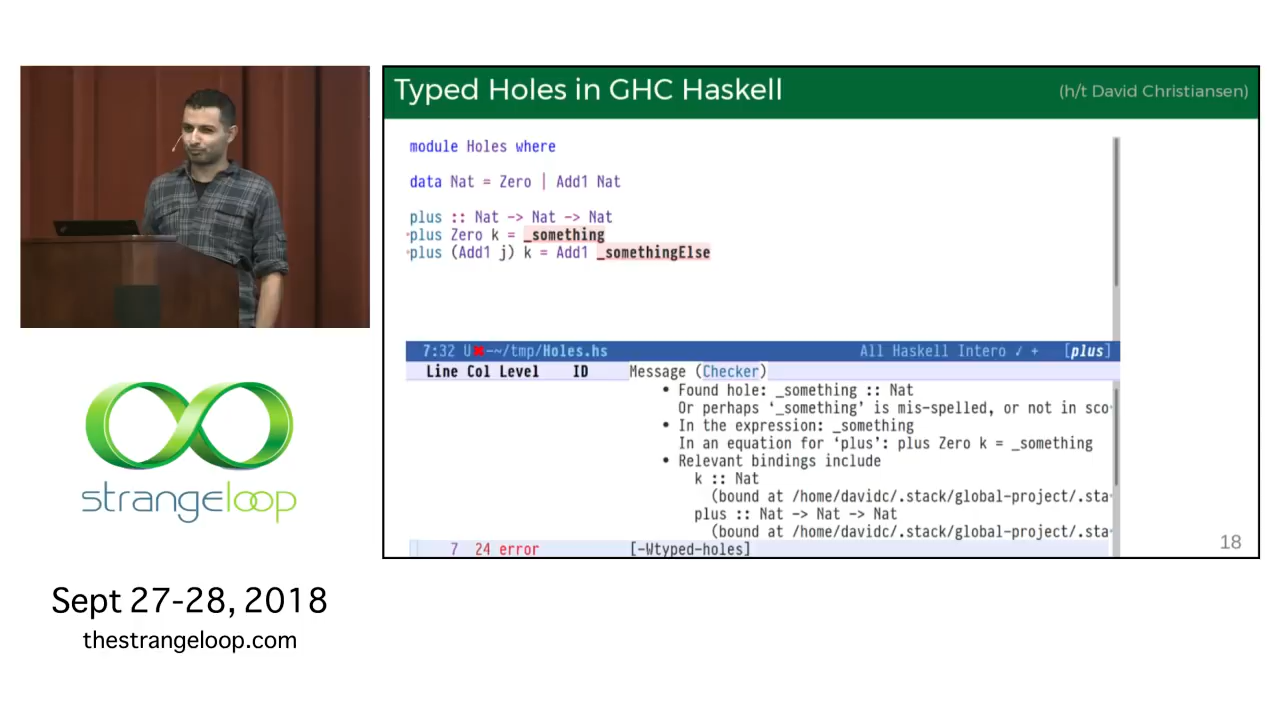 Typed Holes in GHC Haskell
(h/t David Christiansen)
module Holes where
data Nat = Zero | Add1 Nat
plus :: Nat -> Nat -> Nat
plus Zero k = _something
plus (Add1 j) k = Add1 _somethingElse
7:32 U -~/tmp/Holes.hs All Haskell Intero ✓ + [plus]
Line Col Level ID Message (Checker)
• Found hole: _something :: Nat
Or perhaps ‘_something’ is mis-spelled, or not in sco
• In the expression: _something
In an equation for ‘plus’: plus Zero k = _something
• Relevant bindings include
k :: Nat
(bound at /home/davidc/.stack/global-project/.sta
plus :: Nat -> Nat -> Nat
(bound at /home/davidc/.stack/global-project/.sta
7 24 error [-Wtyped-holes]
18
strangeloop
Sept 27-28, 2018
thestrangeloop.com